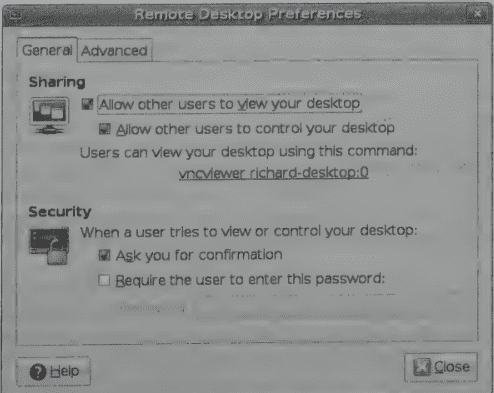 Remote Desktop Preferences
General Advanced
Sharing
Allow other users to view your desktop
Allow other users to control your desktop
Users can view your desktop using this command:
vncviewer richard-desktop:0
Security
When a user tries to view or control your desktop:
Ask you for confirmation
Require the user to enter this password:
Help
Close